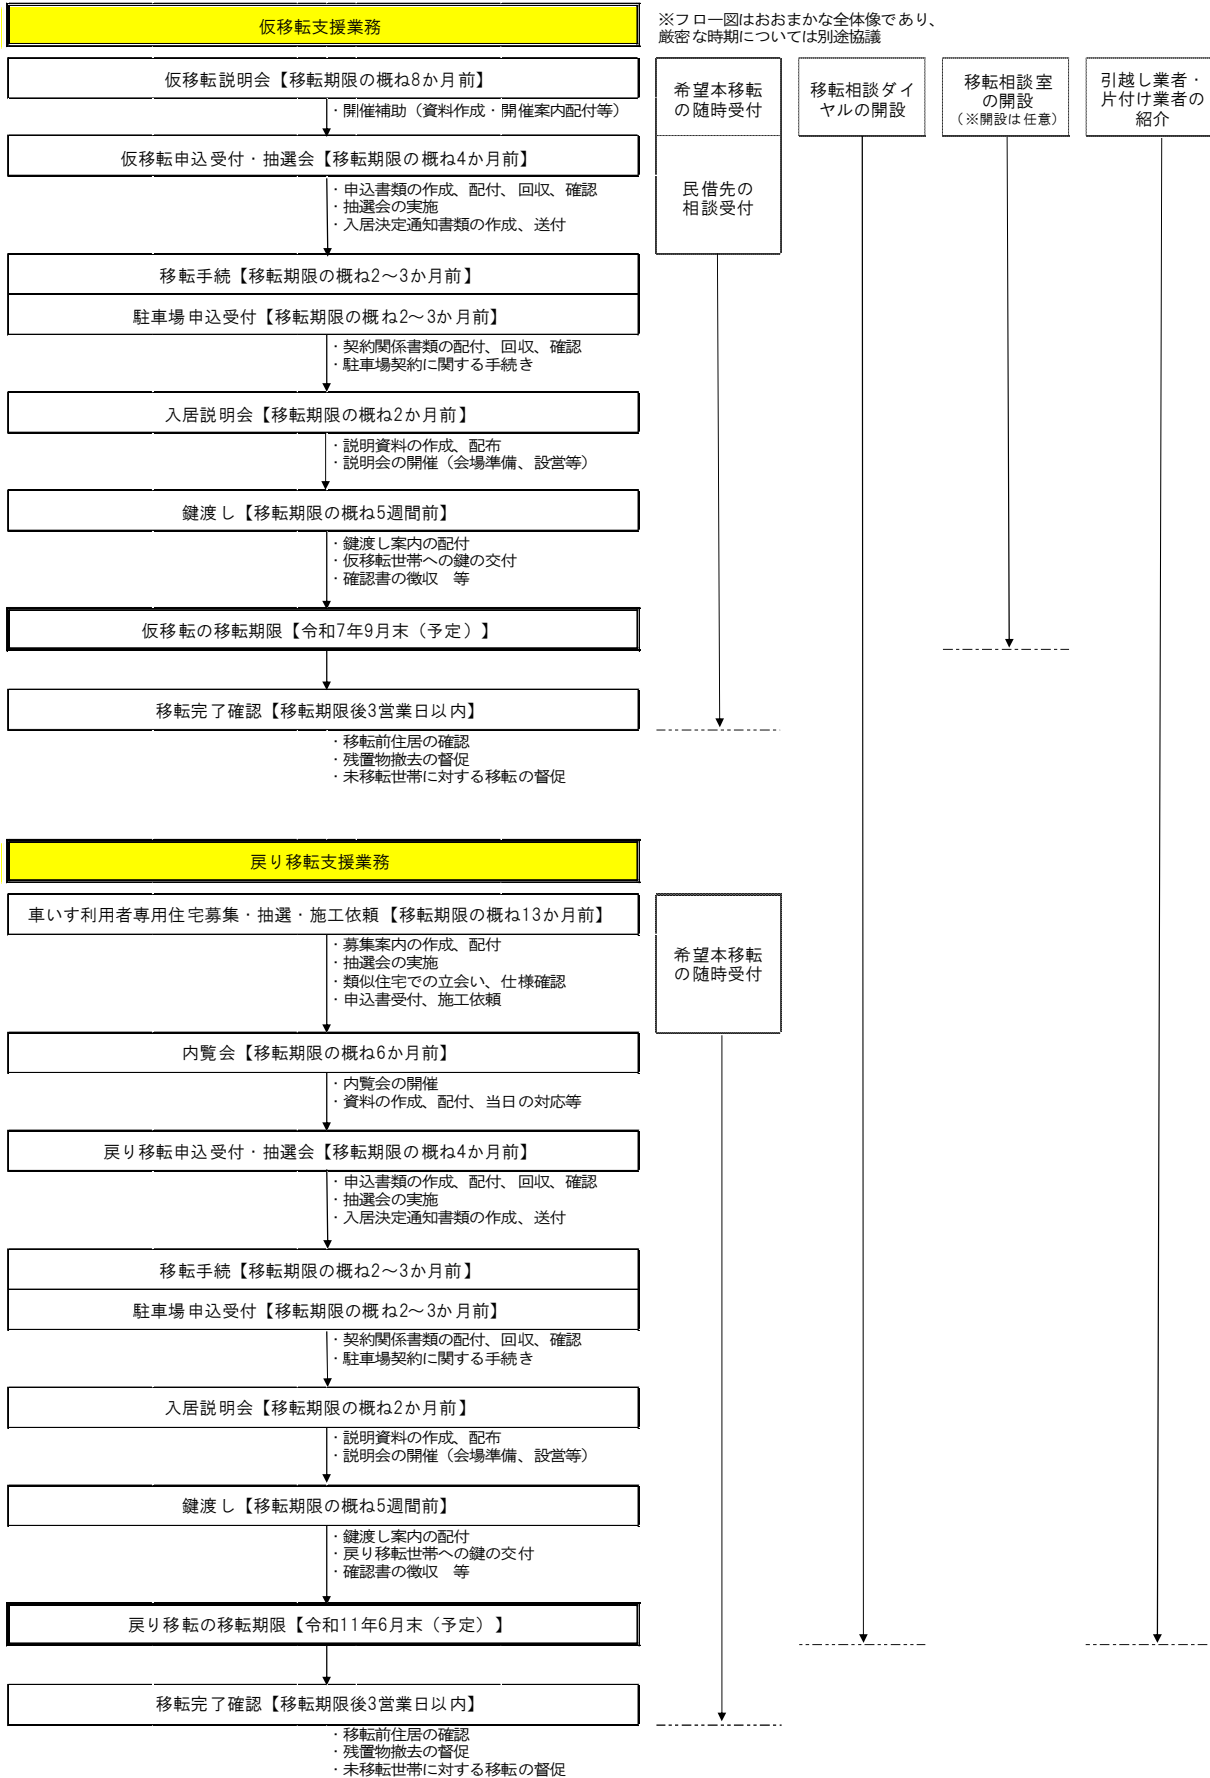 仮移転支援業務
※フロー図はおおまかな全体像であり、
厳密な時期については別途協議
仮移転説明会【移転期限の概ね8か月前】
・開催補助（資料作成・開催案内配付等）
希望本移転
の随時受付
移転相談ダイ
ヤルの開設
移転相談室
の開設
（※開設は任意）
引越し業者・
片付け業者の
紹介
仮移転申込受付・抽選会【移転期限の概ね4か月前】
・申込書類の作成、配付、回収、確認
・抽選会の実施
・入居決定通知書類の作成、送付
民借先の
相談受付
移転手続【移転期限の概ね2～3か月前】
駐車場申込受付【移転期限の概ね2～3か月前】
・契約関係書類の配付、回収、確認
・駐車場契約に関する手続き
入居説明会【移転期限の概ね2か月前】
・説明資料の作成、配布
・説明会の開催（会場準備、設営等）
鍵渡し【移転期限の概ね5週間前】
・鍵渡し案内の配付
・仮移転世帯への鍵の交付
・確認書の徴収　等
仮移転の移転期限【令和7年9月末（予定）】
移転完了確認【移転期限後3営業日以内】
・移転前住居の確認
・残置物撤去の督促
・未移転世帯に対する移転の督促
戻り移転支援業務
車いす利用者専用住宅募集・抽選・施工依頼【移転期限の概ね13か月前】
・募集案内の作成、配付
・抽選会の実施
・類似住宅での立会い、仕様確認
・申込書受付、施工依頼
希望本移転
の随時受付
内覧会【移転期限の概ね6か月前】
・内覧会の開催
・資料の作成、配付、当日の対応等
戻り移転申込受付・抽選会【移転期限の概ね4か月前】
・申込書類の作成、配付、回収、確認
・抽選会の実施
・入居決定通知書類の作成、送付
移転手続【移転期限の概ね2～3か月前】
駐車場申込受付【移転期限の概ね2～3か月前】
・契約関係書類の配付、回収、確認
・駐車場契約に関する手続き
入居説明会【移転期限の概ね2か月前】
・説明資料の作成、配布
・説明会の開催（会場準備、設営等）
鍵渡し【移転期限の概ね5週間前】
・鍵渡し案内の配付
・戻り移転世帯への鍵の交付
・確認書の徴収　等
戻り移転の移転期限【令和11年6月末（予定）】
移転完了確認【移転期限後3営業日以内】
・移転前住居の確認
・残置物撤去の督促
・未移転世帯に対する移転の督促